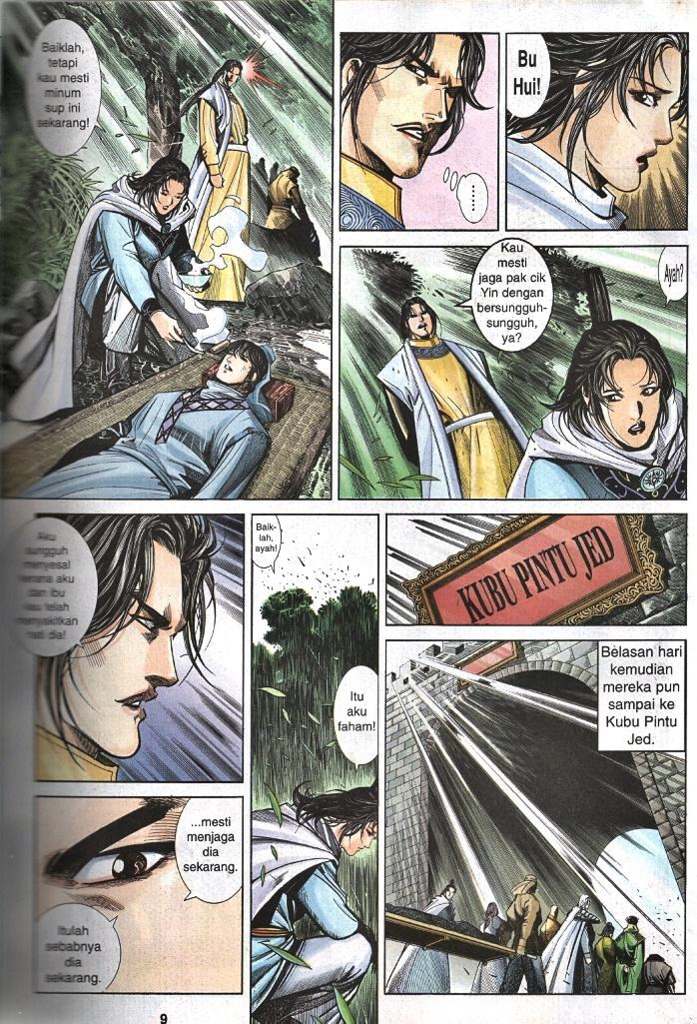 Baiklah,
tetapi
kau mesti
minum
sup ini
sekarang!
......
Bu
Hui!
Kau
mesti
jaga pak cik
Yin dengan
bersungguh-
sungguh,
ya?
Ayah?
Aku
sungguh
menyesal
kerana aku
dan ibu
kau telah
menyakitkan
hati dia!
Baik-
lah,
ayah!
Itu
aku
faham!
...mesti
menjaga
dia
sekarang.
Itulah
sebabnya
dia
sekarang.
KUBU PINTU JED
Belasan hari
kemudian
mereka pun
sampai ke
Kubu Pintu
Jed.
9